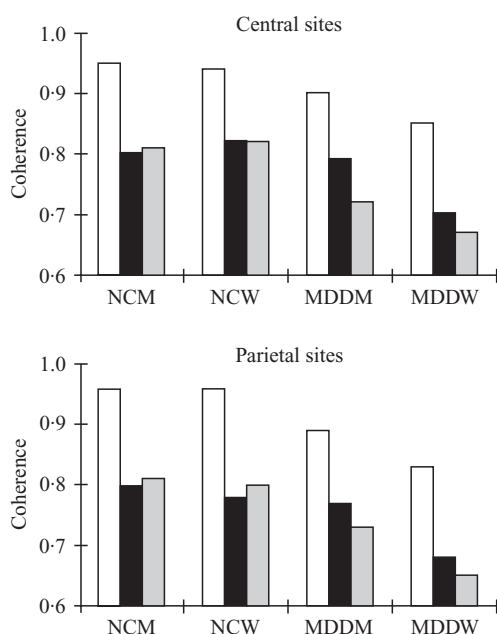 Central sites
1.0
0·9
0·8
0·7
0·6
Coherence
NCM NCW MDDM MDDW
Parietal sites
1.0
0·9
0·8
0·7
0·6
Coherence
NCM NCW MDDM MDDW